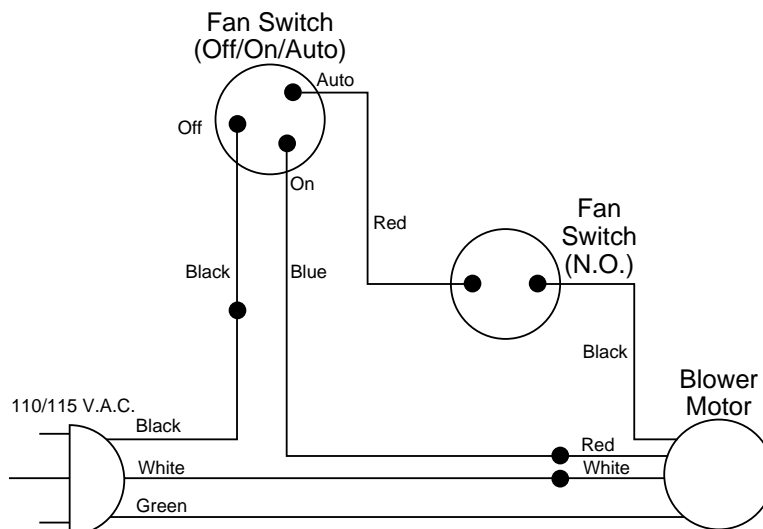 Fan Switch
(Off/On/Auto)
Auto
Off
On
Red
Fan
Switch
(N.O.)
Black
Blue
Black
Blower
Motor
110/115 V.A.C.
Black
Red
White
White
Green